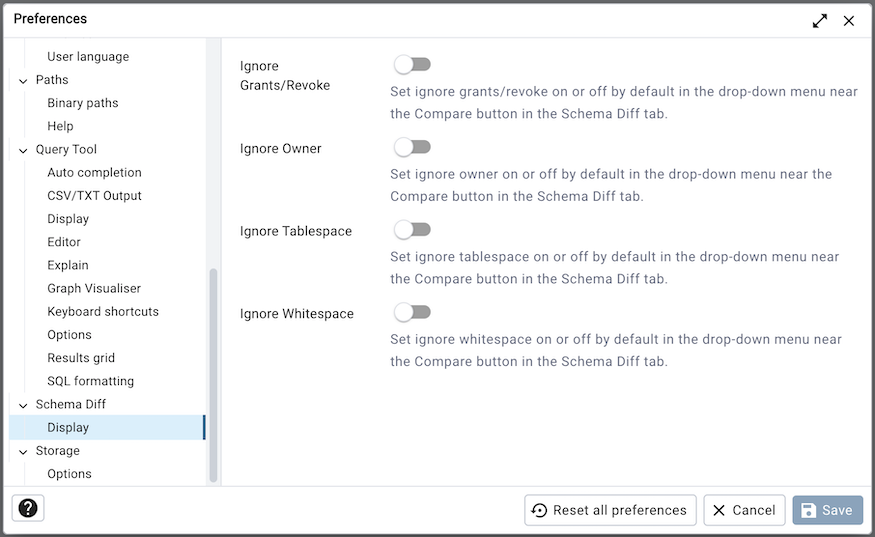 Preferences
User language
Paths
Binary paths
Help
Query Tool
Auto completion
CSV/TXT Output
Display
Editor
Explain
Graph Visualiser
Keyboard shortcuts
Options
Results grid
SQL formatting
Schema Diff
Display
Storage
Options
Ignore
Grants/Revoke
Set ignore grants/revoke on or off by default in the drop-down menu near
the Compare button in the Schema Diff tab.
Ignore Owner
Set ignore owner on or off by default in the drop-down menu near the
Compare button in the Schema Diff tab.
Ignore Tablespace
Set ignore tablespace on or off by default in the drop-down menu near
the Compare button in the Schema Diff tab.
Ignore Whitespace
Set ignore whitespace on or off by default in the drop-down menu near
the Compare button in the Schema Diff tab.
?
Reset all preferences
Cancel
Save